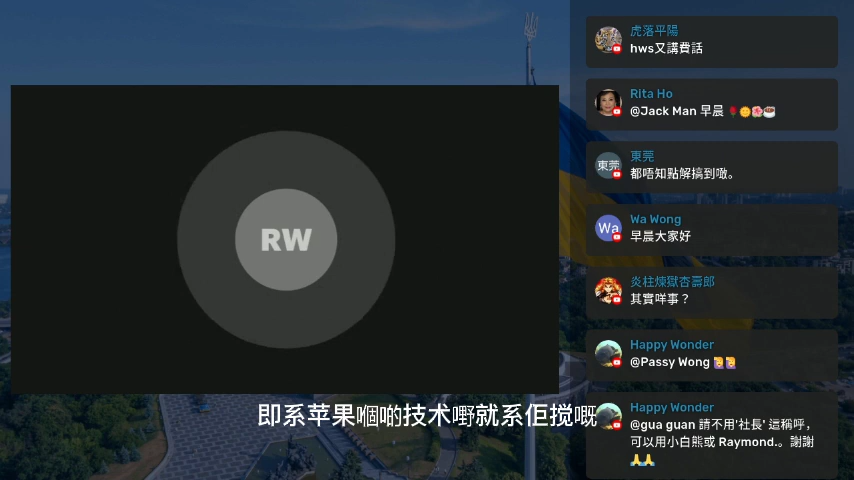 虎落平陽
hws又講費話
Rita Ho
@Jack Man 早晨 🌹🌞🌺☕
東莞
東莞
都唔知點解搞到噉。
Wa
Wa Wong
早晨大家好
炎柱煉獄杏壽郎
其實咩事？
Happy Wonder
@Passy Wong 🙋🙋
Happy Wonder
@gua guan 請不用'社長' 這稱呼，
可以用小白熊或 Raymond.。謝謝
🙏🙏
RW
即系苹果嗰啲技术嘢就系佢搅嘅